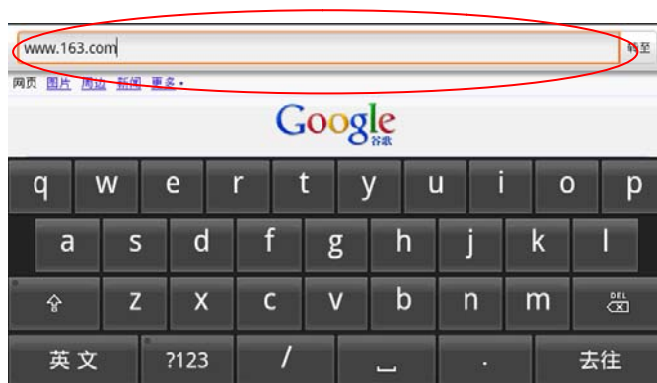 www.163.com 转至
网页 图片 周边 新闻 更多
Google
谷歌
q w e r t y u i o p
a s d f g h j k l
z x c v b n m DEL
英文 ?123 / . 去往